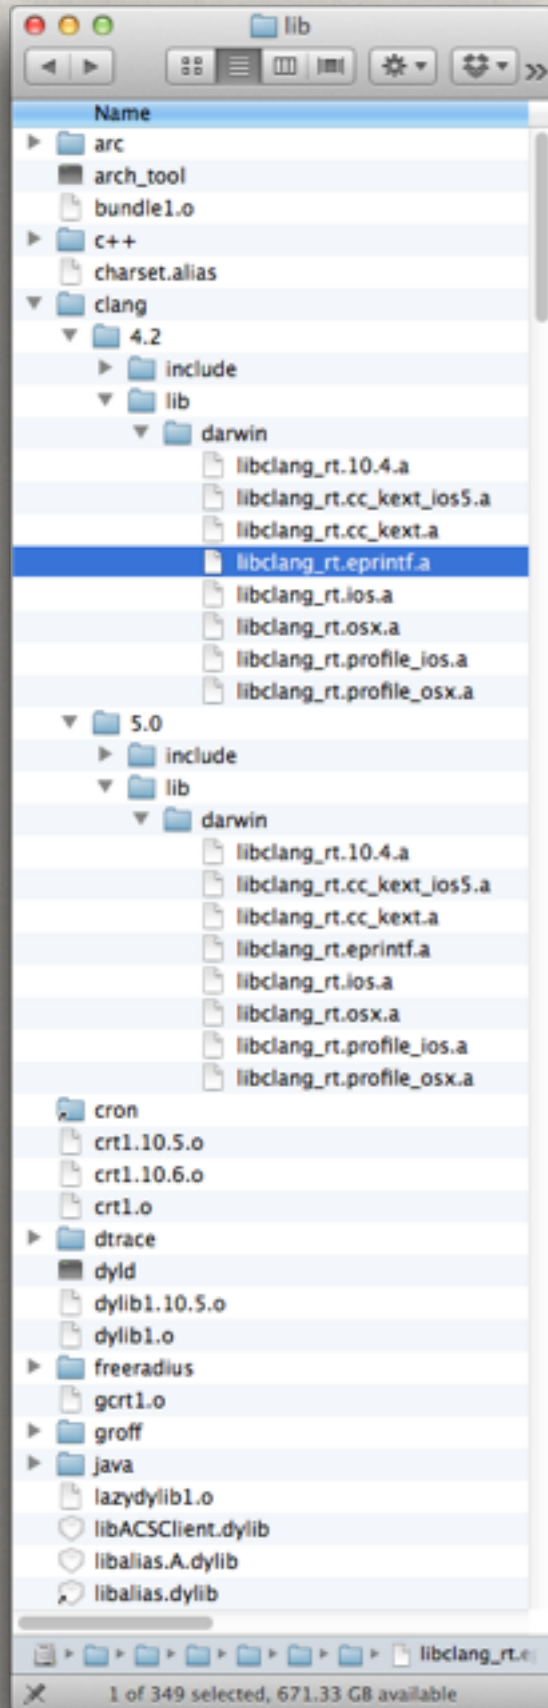 lib
Name
arc
arch_tool
bundle1.o
c++
charset.alias
clang
4.2
include
lib
darwin
libclang_rt.10.4.a
libclang_rt.cc_kext_ios5.a
libclang_rt.cc_kext.a
libclang_rt.eprintf.a
libclang_rt.ios.a
libclang_rt.osx.a
libclang_rt.profile_ios.a
libclang_rt.profile_osx.a
5.0
include
lib
darwin
libclang_rt.10.4.a
libclang_rt.cc_kext_ios5.a
libclang_rt.cc_kext.a
libclang_rt.eprintf.a
libclang_rt.ios.a
libclang_rt.osx.a
libclang_rt.profile_ios.a
libclang_rt.profile_osx.a
cron
crt1.10.5.o
crt1.10.6.o
crt1.o
dtrace
dyld
dylib1.10.5.o
dylib1.o
freeradius
gcrt1.o
groff
java
lazydylib1.o
libACSClient.dylib
libalias.A.dylib
libalias.dylib
libclang_rt.e
1 of 349 selected, 671.33 GB available